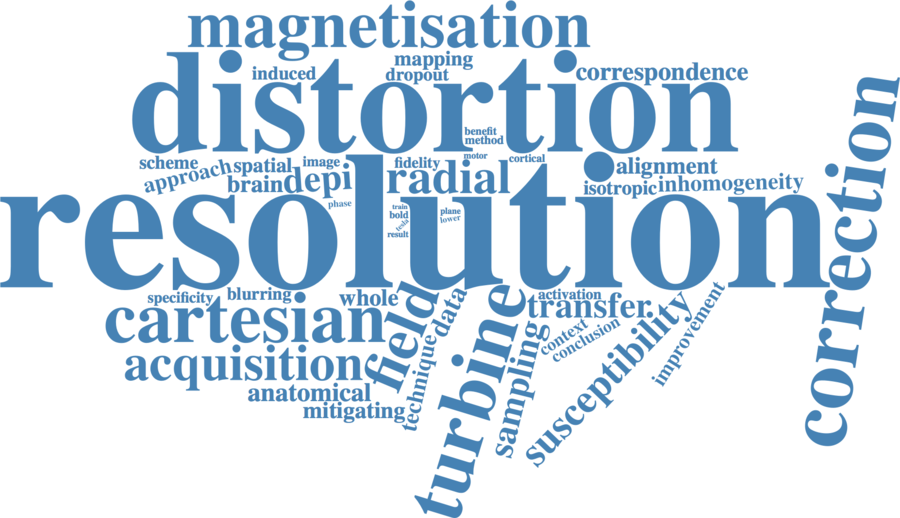 magnetisation
mapping
induced
dropout
correspondence
distortion
correction
benefit
method
motor
cortical
scheme
approach
spatial
image
fidelity
alignment
brain
depi
radial
isotropic
inhomogeneity
phase
train
bold
tesla
result
plane
lower
resolution
specificity
blurring
whole
activation
transfer
cartesian
field
data
turbine
context
conclusion
susceptibility
improvement
acquisition
technique
sampling
anatomical
mitigating